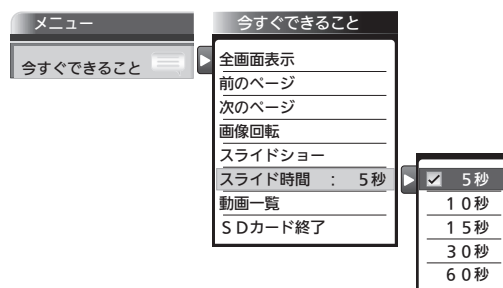 メニュー
今すぐできること
今すぐできること
全画面表示
前のページ
次のページ
画像回転
スライドショー
スライド時間 : 5秒
動画一覧
SDカード終了
5秒
10秒
15秒
30秒
60秒